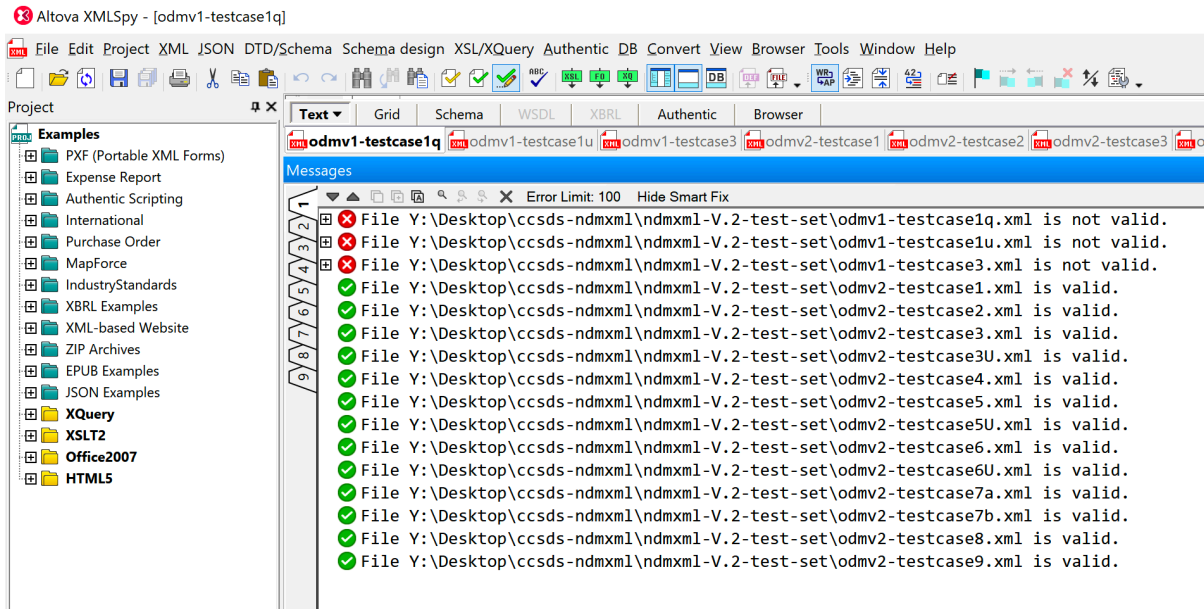 Altova XMLSpy - [odmv1-testcase1q]
File Edit Project XML JSON DTD/Schema Schema design XSL/XQuery Authentic DB Convert View Browser Tools Window Help
Project
Examples
PXF (Portable XML Forms)
Expense Report
Authentic Scripting
International
Purchase Order
MapForce
IndustryStandards
XBRL Examples
XML-based Website
ZIP Archives
EPUB Examples
JSON Examples
XQuery
XSLT2
Office2007
HTML5
Text Grid Schema WSDL XBRL Authentic Browser
odmv1-testcase1q odmv1-testcase1u odmv1-testcase3 odmv2-testcase1 odmv2-testcase2 odmv2-testcase3 o
Messages
Error Limit: 100 Hide Smart Fix
1
2
3
4
5
6
7
8
9
File Y:\Desktop\ccsds-ndmxml\ndmxml-V.2-test-set\odmv1-testcase1q.xml is not valid.
File Y:\Desktop\ccsds-ndmxml\ndmxml-V.2-test-set\odmv1-testcase1u.xml is not valid.
File Y:\Desktop\ccsds-ndmxml\ndmxml-V.2-test-set\odmv1-testcase3.xml is not valid.
File Y:\Desktop\ccsds-ndmxml\ndmxml-V.2-test-set\odmv2-testcase1.xml is valid.
File Y:\Desktop\ccsds-ndmxml\ndmxml-V.2-test-set\odmv2-testcase2.xml is valid.
File Y:\Desktop\ccsds-ndmxml\ndmxml-V.2-test-set\odmv2-testcase3.xml is valid.
File Y:\Desktop\ccsds-ndmxml\ndmxml-V.2-test-set\odmv2-testcase3U.xml is valid.
File Y:\Desktop\ccsds-ndmxml\ndmxml-V.2-test-set\odmv2-testcase4.xml is valid.
File Y:\Desktop\ccsds-ndmxml\ndmxml-V.2-test-set\odmv2-testcase5.xml is valid.
File Y:\Desktop\ccsds-ndmxml\ndmxml-V.2-test-set\odmv2-testcase5U.xml is valid.
File Y:\Desktop\ccsds-ndmxml\ndmxml-V.2-test-set\odmv2-testcase6.xml is valid.
File Y:\Desktop\ccsds-ndmxml\ndmxml-V.2-test-set\odmv2-testcase6U.xml is valid.
File Y:\Desktop\ccsds-ndmxml\ndmxml-V.2-test-set\odmv2-testcase7a.xml is valid.
File Y:\Desktop\ccsds-ndmxml\ndmxml-V.2-test-set\odmv2-testcase7b.xml is valid.
File Y:\Desktop\ccsds-ndmxml\ndmxml-V.2-test-set\odmv2-testcase8.xml is valid.
File Y:\Desktop\ccsds-ndmxml\ndmxml-V.2-test-set\odmv2-testcase9.xml is valid.